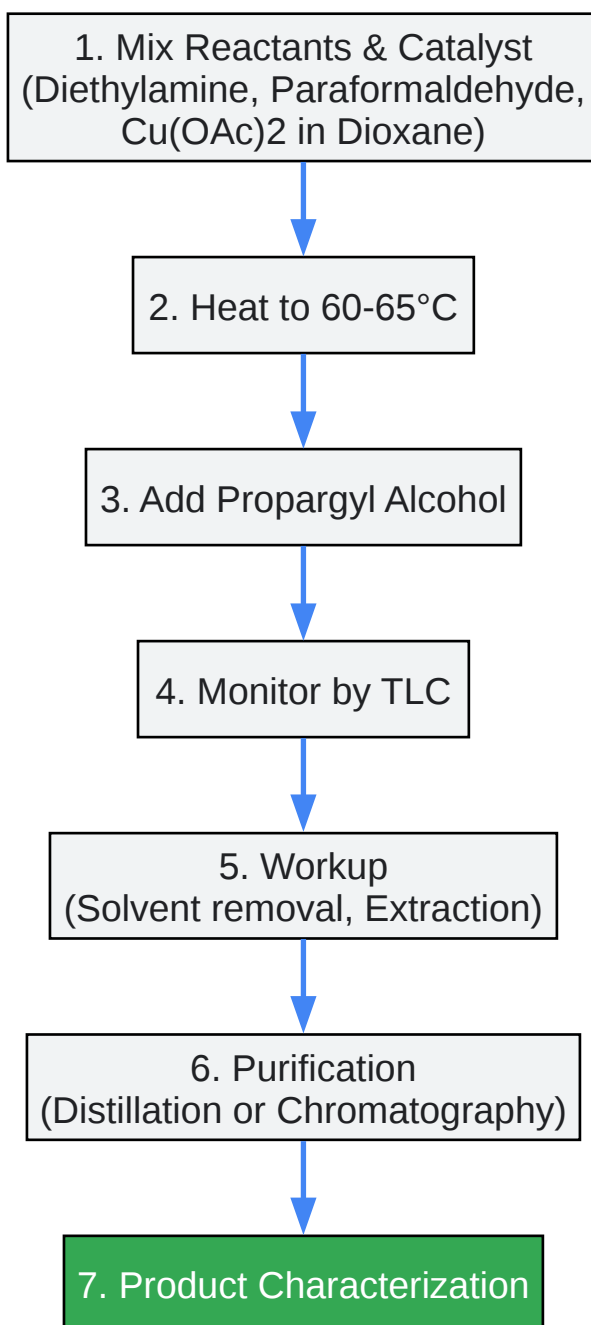 1. Mix Reactants & Catalyst
(Diethylamine, Paraformaldehyde,
Cu(OAc)2 in Dioxane)
2. Heat to 60-65°C
3. Add Propargyl Alcohol
4. Monitor by TLC
5. Workup
(Solvent removal, Extraction)
6. Purification
(Distillation or Chromatography)
7. Product Characterization